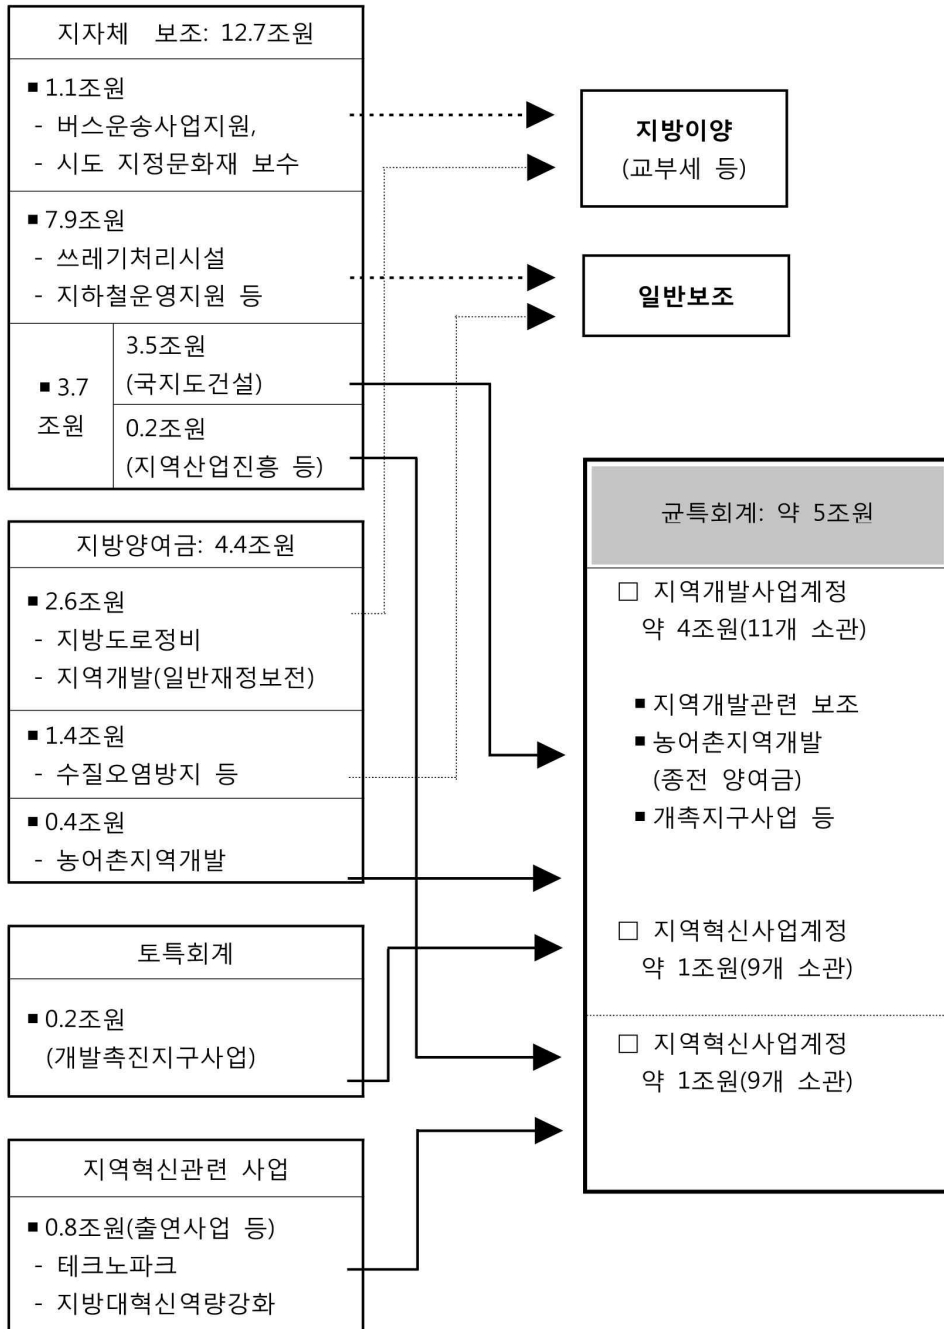 지자체 보조: 12.7조원
▪ 1.1조원
- 버스운송사업지원,
- 시도 지정문화재 보수
▪ 7.9조원
- 쓰레기처리시설
- 지하철운영지원 등
▪ 3.7
조원
3.5조원
(국지도건설)
0.2조원
(지역산업진흥 등)
지방양여금: 4.4조원
▪ 2.6조원
- 지방도로정비
- 지역개발(일반재정보전)
▪ 1.4조원
- 수질오염방지 등
▪ 0.4조원
- 농어촌지역개발
토특회계
▪ 0.2조원
(개발촉진지구사업)
지역혁신관련 사업
▪ 0.8조원(출연사업 등)
- 테크노파크
- 지방대혁신역량강화
지방이양
(교부세 등)
일반보조
균특회계: 약 5조원
□ 지역개발사업계정
약 4조원(11개 소관)
▪ 지역개발관련 보조
▪ 농어촌지역개발
(종전 양여금)
▪ 개촉지구사업 등
□ 지역혁신사업계정
약 1조원(9개 소관)
□ 지역혁신사업계정
약 1조원(9개 소관)